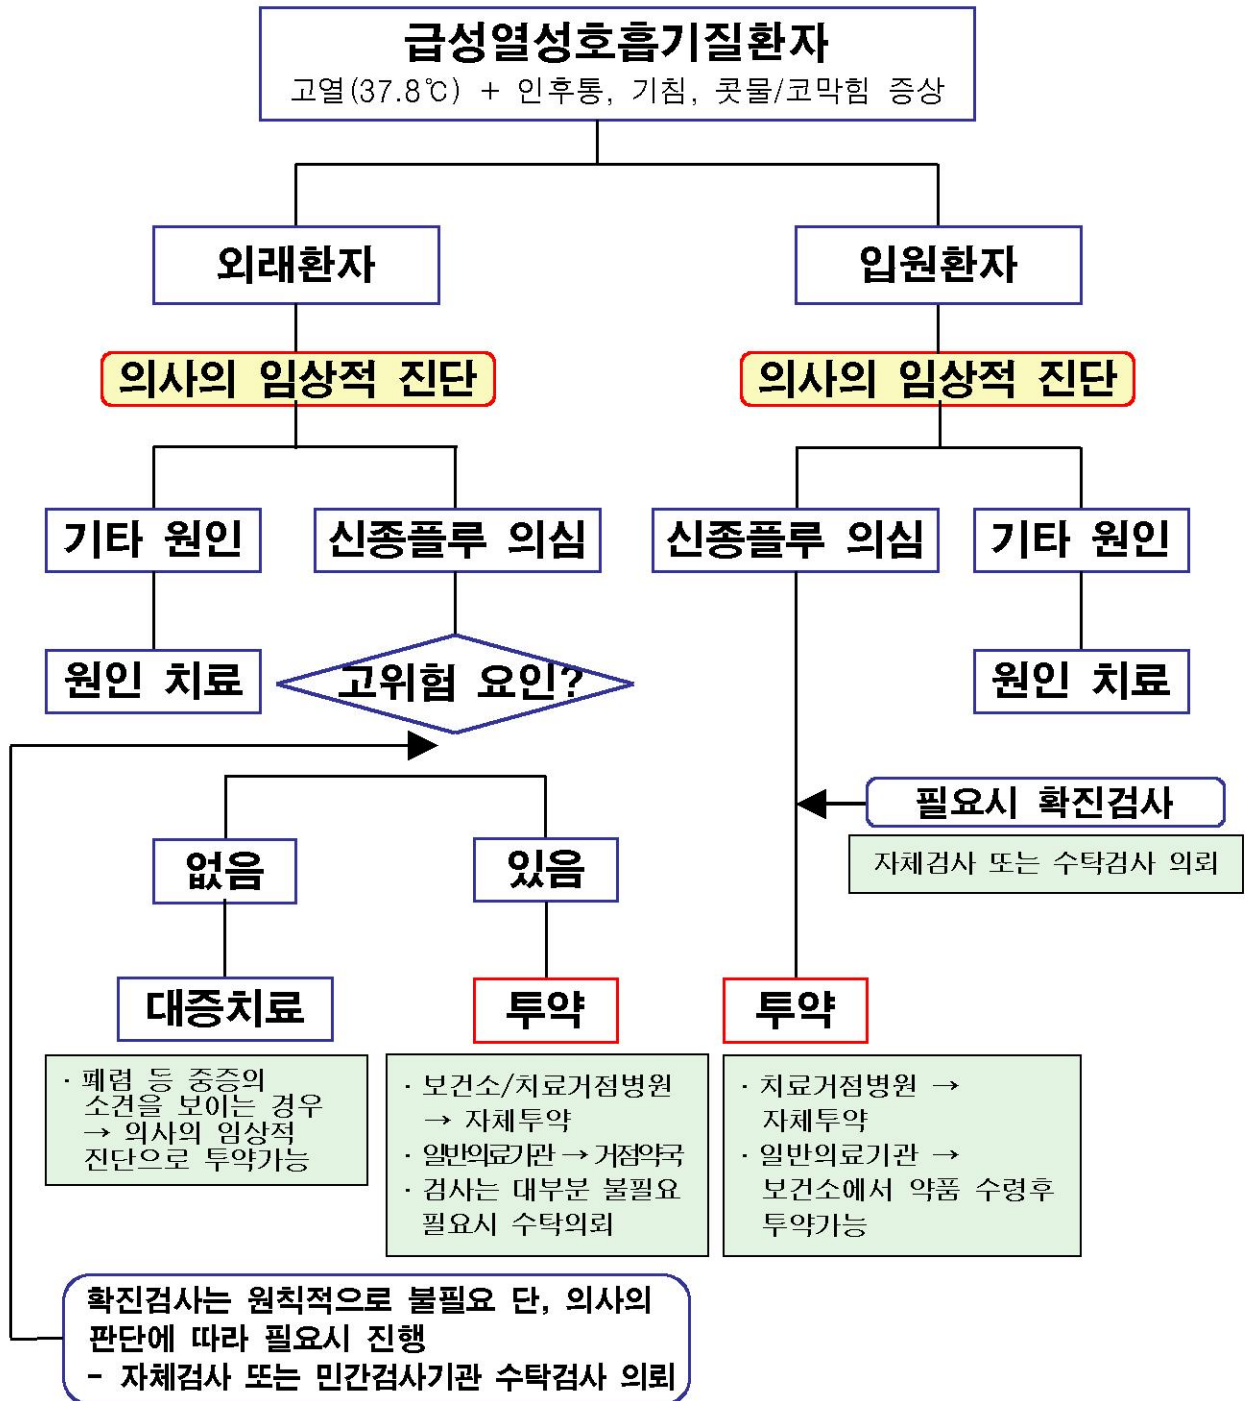 급성열성호흡기질환자
고열(37.8℃) + 인후통, 기침, 콧물/코막힘 증상
외래환자
입원환자
의사의 임상적 진단
의사의 임상적 진단
기타 원인
신종플루 의심
신종플루 의심
기타 원인
원인 치료
고위험 요인?
원인 치료
필요시 확진검사
자체검사 또는 수탁검사 의뢰
없음
있음
대증치료
투약
투약
· 폐렴 등 중증의
소견을 보이는 경우
→ 의사의 임상적
진단으로 투약가능
· 보건소/치료거점병원
→ 자체투약
· 일반의료기관 → 거점약국
· 검사는 대부분 불필요
필요시 수탁의뢰
· 치료거점병원 →
자체투약
· 일반의료기관 →
보건소에서 약품 수령후
투약가능
확진검사는 원칙적으로 불필요 단, 의사의
판단에 따라 필요시 진행
- 자체검사 또는 민간검사기관 수탁검사 의뢰